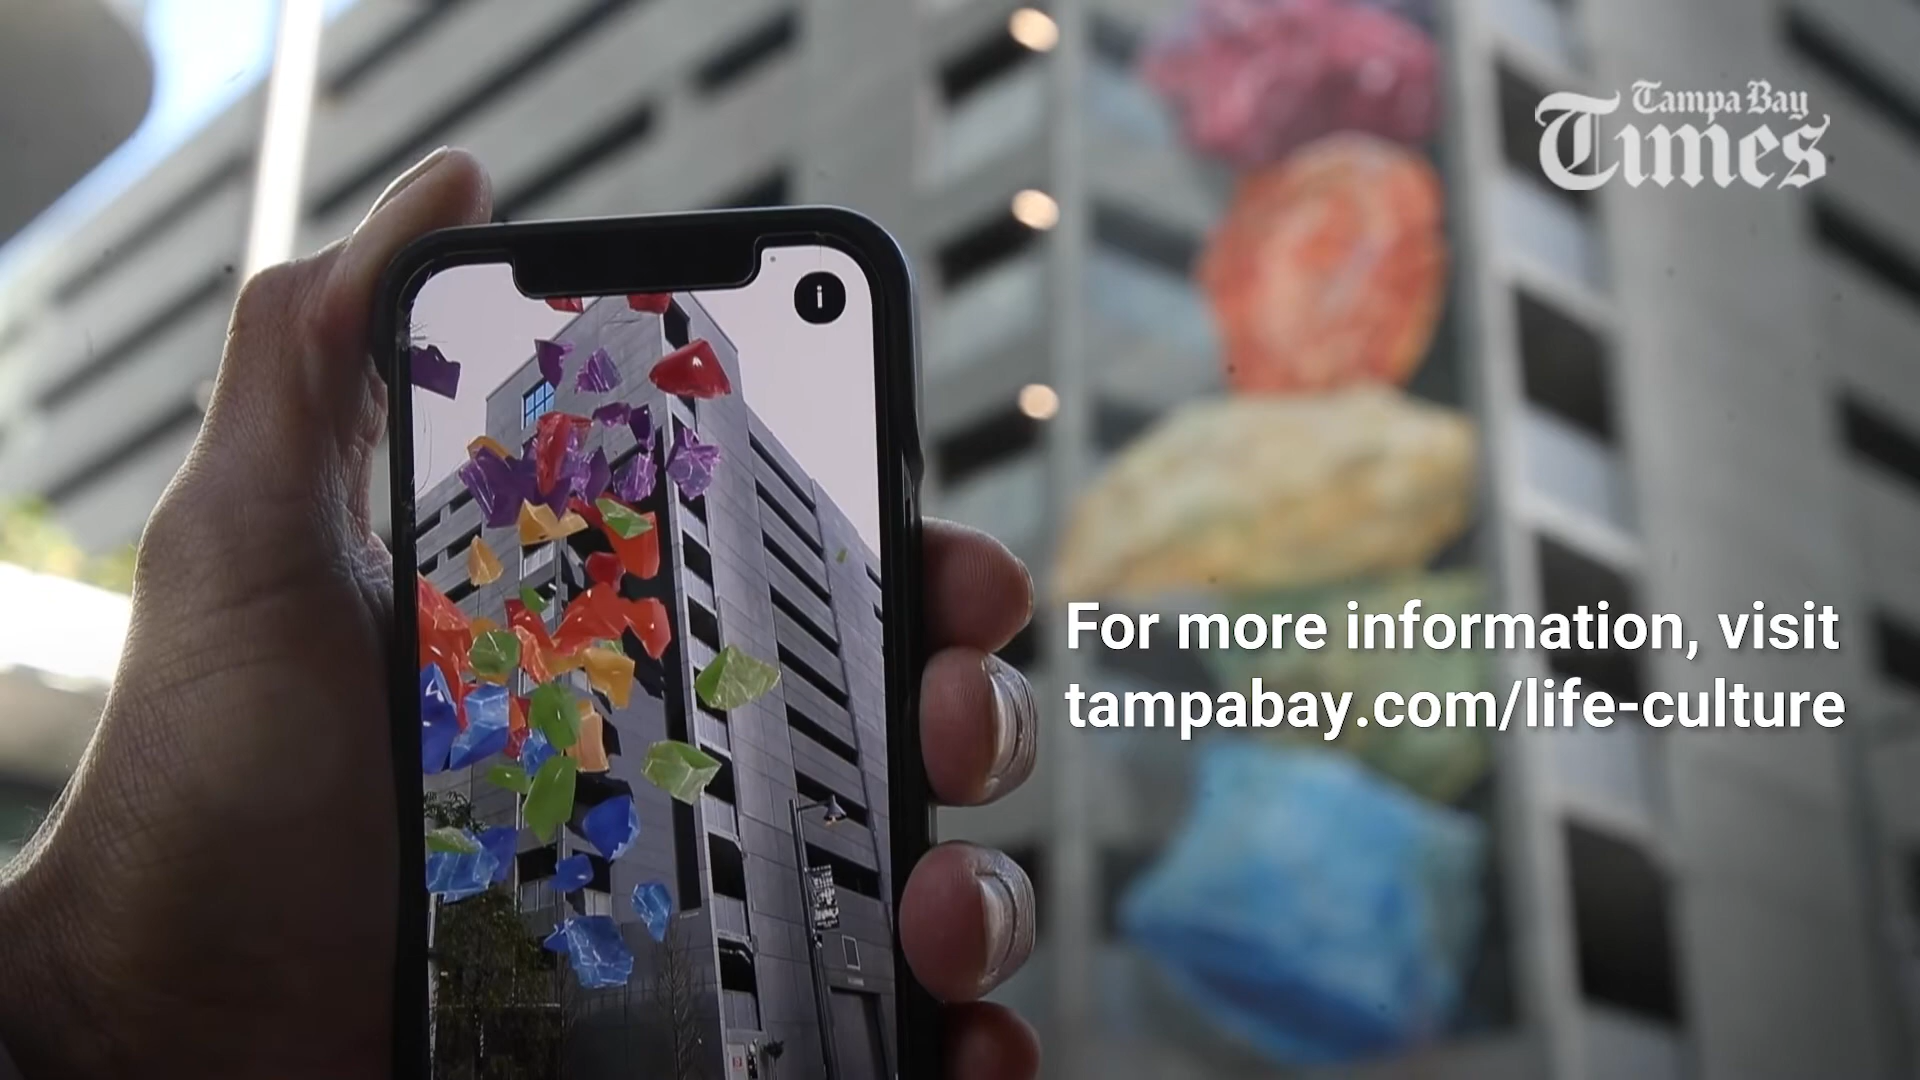 Tampa Bay
Times
i
For more information, visit
tampabay.com/life-culture